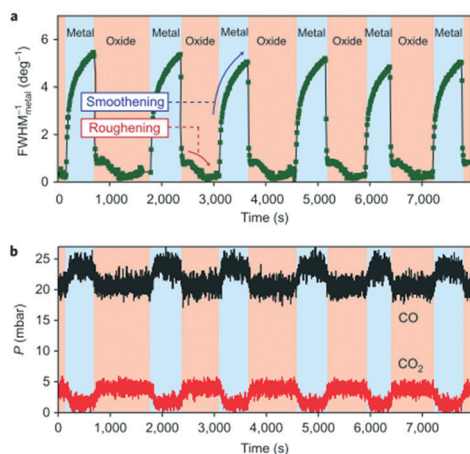 a
Metal Metal Metal Metal Metal Metal
Oxide Oxide Oxide Oxide Oxide
6
4
2
0
Smoothening
Roughening
FWHM⁻¹metal (deg⁻¹)
0 1,000 2,000 3,000 4,000 5,000 6,000 7,000
Time (s)
b
25
20
15
10
5
0
P (mbar)
CO
CO₂
0 1,000 2,000 3,000 4,000 5,000 6,000 7,000
Time (s)